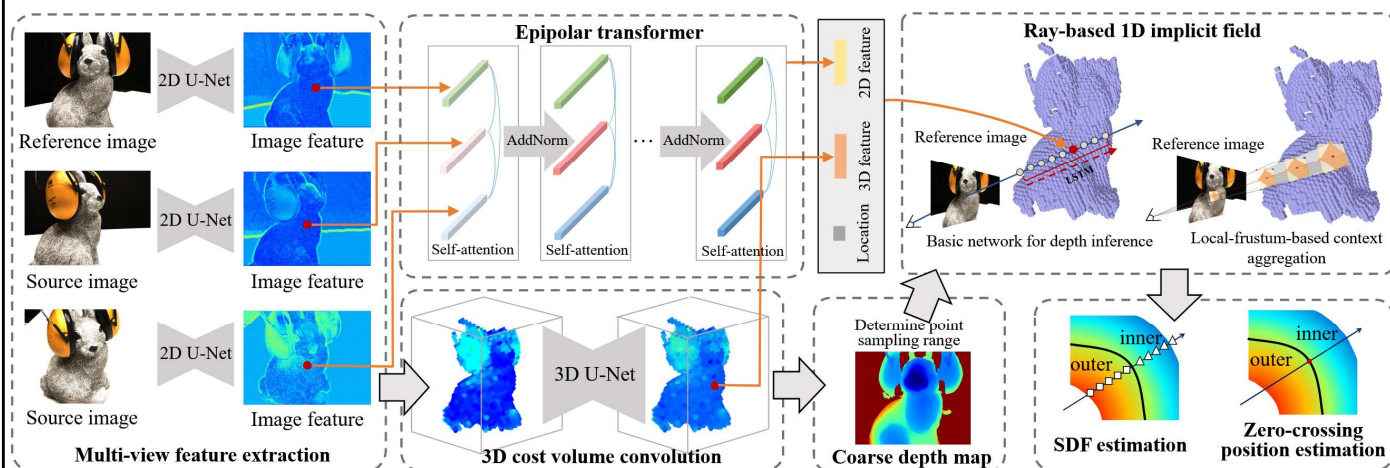 2D U-Net
Reference image
Image feature
2D U-Net
Source image
Image feature
2D U-Net
Source image
Image feature
Multi-view feature extraction
Epipolar transformer
AddNorm
...
AddNorm
Self-attention
Self-attention
Self-attention
3D U-Net
3D cost volume convolution
2D feature
3D feature
Location
Determine point
sampling range
Coarse depth map
Ray-based 1D implicit field
Reference image
LSTM
Basic network for depth inference
Reference image
Local-frustum-based context
aggregation
inner
outer
SDF estimation
inner
outer
Zero-crossing
position estimation